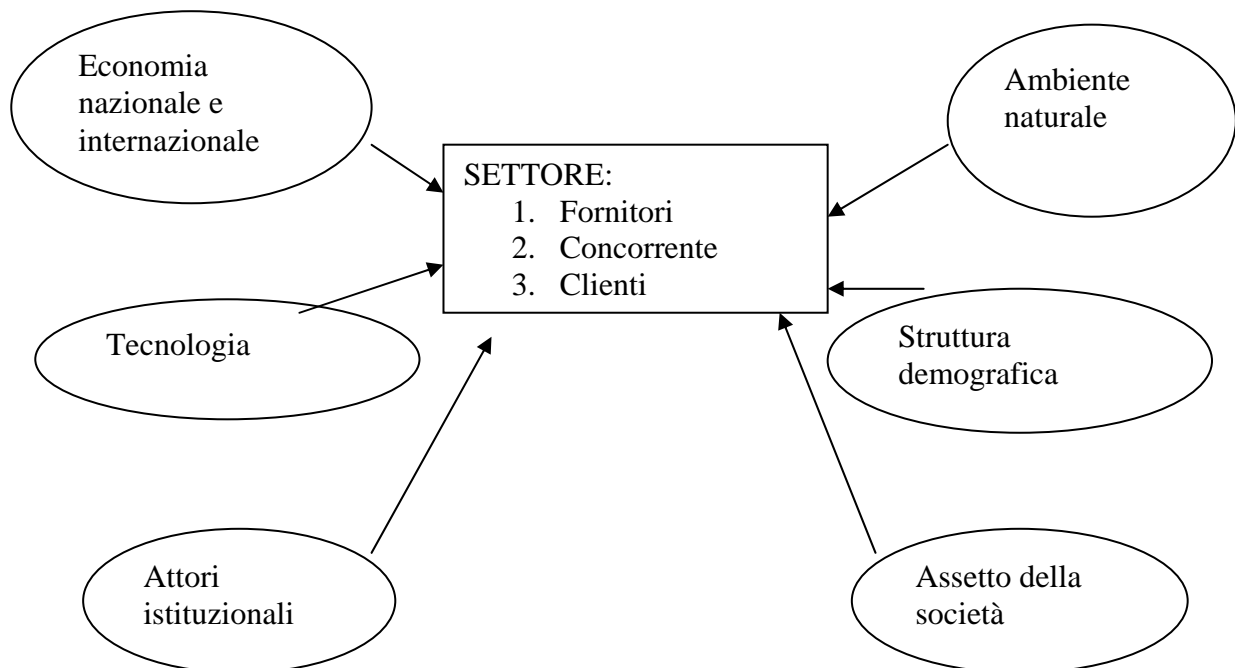 Economia
nazionale e
internazionale
Ambiente
naturale
SETTORE:
1. Fornitori
2. Concorrente
3. Clienti
Tecnologia
Struttura
demografica
Attori
istituzionali
Assetto della
società